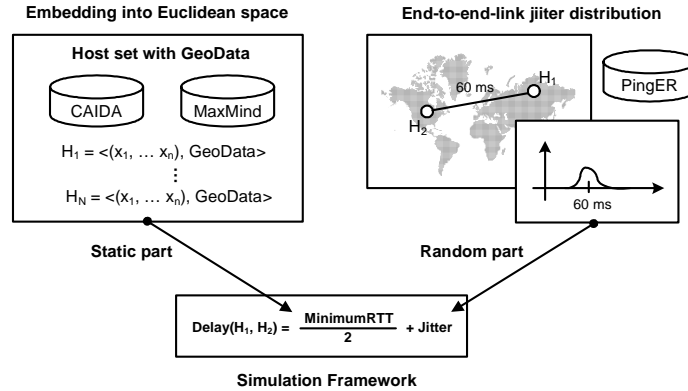 Embedding into Euclidean space
Host set with GeoData
CAIDA
MaxMind
H₁ = <(x₁, ... xₙ), GeoData>
⋮
H_N = <(x₁, ... xₙ), GeoData>
Static part
End-to-end-link jiiter distribution
H₁
60 ms
H₂
PingER
60 ms
Random part
Delay(H₁, H₂) = MinimumRTT / 2 + Jitter
Simulation Framework